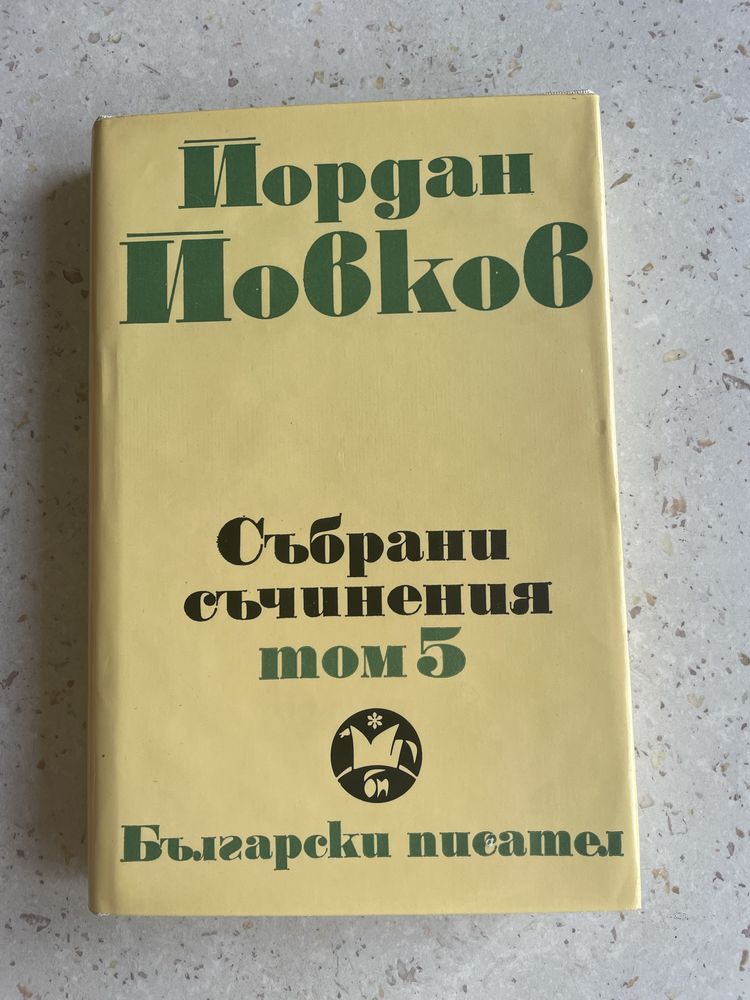 Йордан
Йовков
Събрани
съчинения
том 5
бп
Български писател